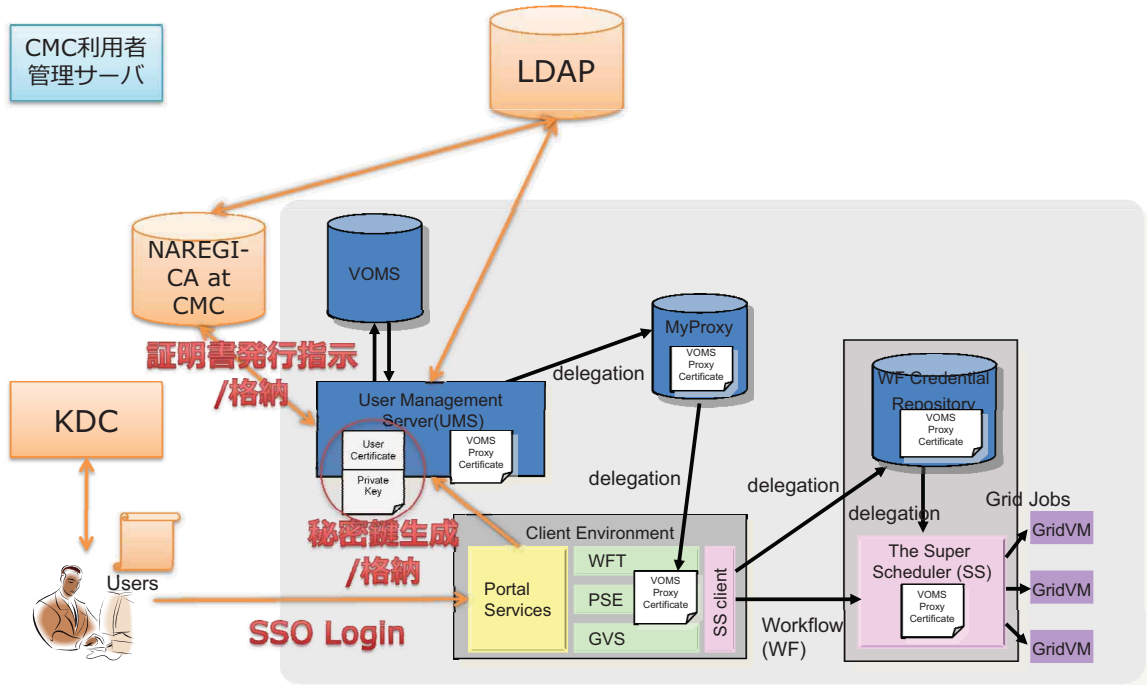 CMC利用者
管理サーバ
LDAP
NAREGI-
CA at
CMC
VOMS
MyProxy
VOMS
Proxy
Certificate
証明書発行指示
/格納
delegation
User Management
Server(UMS)
User
Certificate
Private
Key
VOMS
Proxy
Certificate
WF Credential
Repository
VOMS
Proxy
Certificate
KDC
delegation
delegation
delegation
Grid Jobs
秘密鍵生成
/格納
Client Environment
Portal
Services
WFT
PSE
GVS
VOMS
Proxy
Certificate
SS client
The Super
Scheduler (SS)
VOMS
Proxy
Certificate
GridVM
GridVM
GridVM
Users
SSO Login
Workflow
(WF)